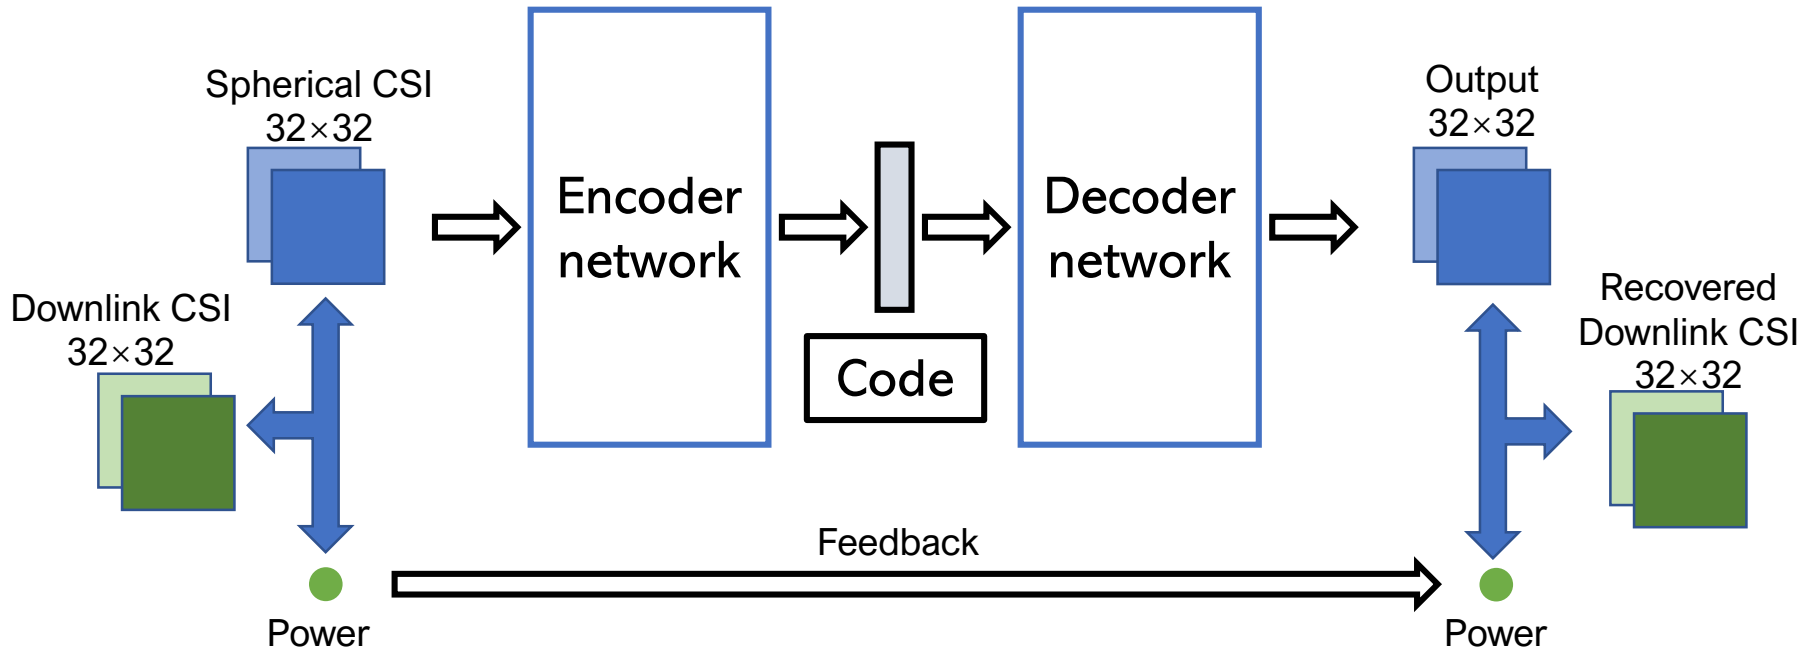 Spherical CSI
32×32
Downlink CSI
32×32
Encoder
network
Code
Decoder
network
Output
32×32
Recovered
Downlink CSI
32×32
Feedback
Power
Power